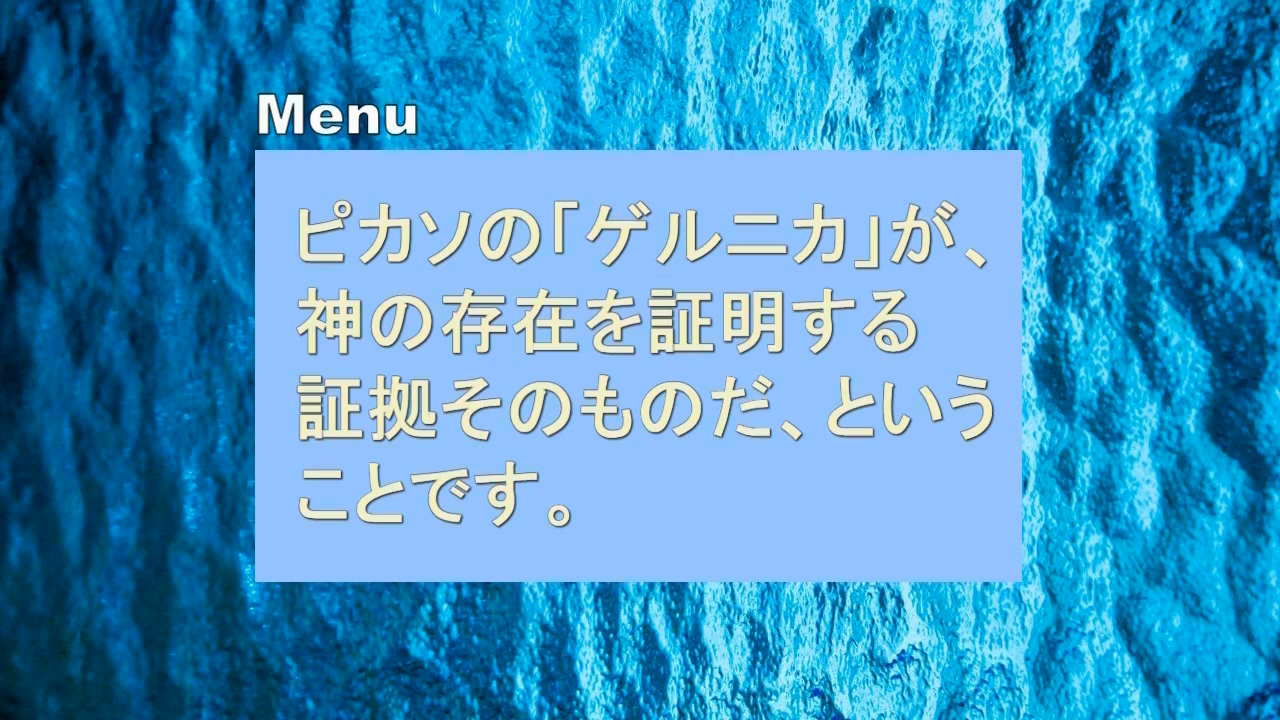 Menu
ピカソの「ゲルニカ」が、
神の存在を証明する
証拠そのものだ、という
ことです。